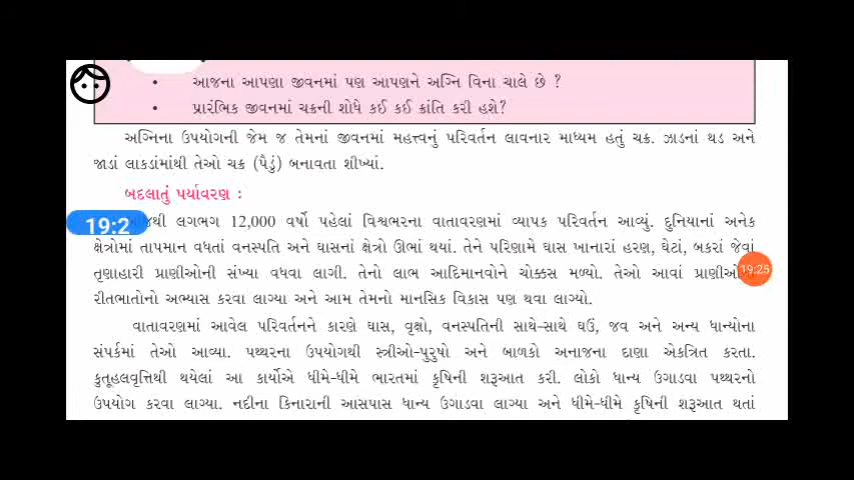 • આજના આપણા જીવનમાં પણ આપણને અગ્નિ વિના ચાલે છે ?
• પ્રારંભિક જીવનમાં ચક્રની શોધે કઈ કઈ ક્રાંતિ કરી હશે?
અગ્નિના ઉપયોગની જેમ જ તેમનાં જીવનમાં મહત્ત્વનું પરિવર્તન લાવનાર માધ્યમ હતું ચક્ર. ઝાડનાં થડ અને
જાડાં લાકડાંમાંથી તેઓ ચક્ર (પૈડું) બનાવતા શીખ્યાં.
બદલાતું પર્યાવરણ :
19:2 લગભગ 12,000 વર્ષો પહેલાં વિશ્વભરના વાતાવરણમાં વ્યાપક પરિવર્તન આવ્યું. દુનિયાનાં અનેક
ક્ષેત્રોમાં તાપમાન વધતાં વનસ્પતિ અને ઘાસનાં ક્ષેત્રો ઊભાં થયાં. તેને પરિણામે ઘાસ ખાનારાં હરણ, ઘેટાં, બકરાં જેવાં
તૃણાહારી પ્રાણીઓની સંખ્યા વધવા લાગી. તેનો લાભ આદિમાનવોને ચોક્કસ મળ્યો. તેઓ આવાં 19:25
રીતભાતોનો અભ્યાસ કરવા લાગ્યા અને આમ તેમનો માનસિક વિકાસ પણ થવા લાગ્યો.
વાતાવરણમાં આવેલ પરિવર્તનને કારણે ઘાસ, વૃક્ષો, વનસ્પતિની સાથે-સાથે ઘઉં, જવ અને અન્ય ધાન્યોના
સંપર્કમાં તેઓ આવ્યા. પથ્થરના ઉપયોગથી સ્ત્રીઓ-પુરુષો અને બાળકો અનાજના દાણા એકત્રિત કરતા.
કુતૂહલવૃત્તિથી થયેલાં આ કાર્યોએ ધીમે-ધીમે ભારતમાં કૃષિની શરૂઆત કરી. લોકો ધાન્ય ઉગાડવા પથ્થરનો
ઉપયોગ કરવા લાગ્યા. નદીના કિનારાની આસપાસ ધાન્ય ઉગાડવા લાગ્યા અને ધીમે-ધીમે કૃષિની શરૂઆત થતાં